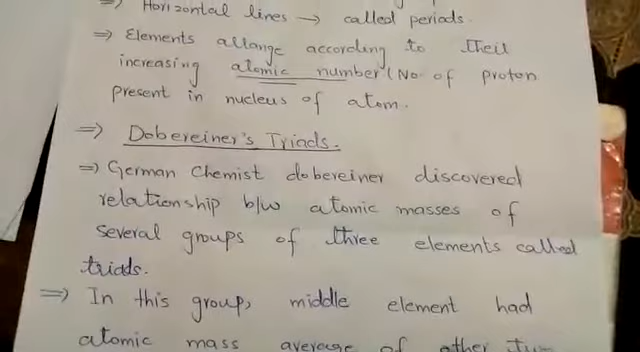 => Horizontal lines → called periods.
=> Elements allange according to their
increasing atomic number (No of proton
present in nucleus of atom.
=> Dobereiner's Triads.
=> German Chemist dobereiner discovered
relationship b/w atomic masses of
several groups of three elements called
triads.
=> In this group, middle element had
atomic mass average of other two